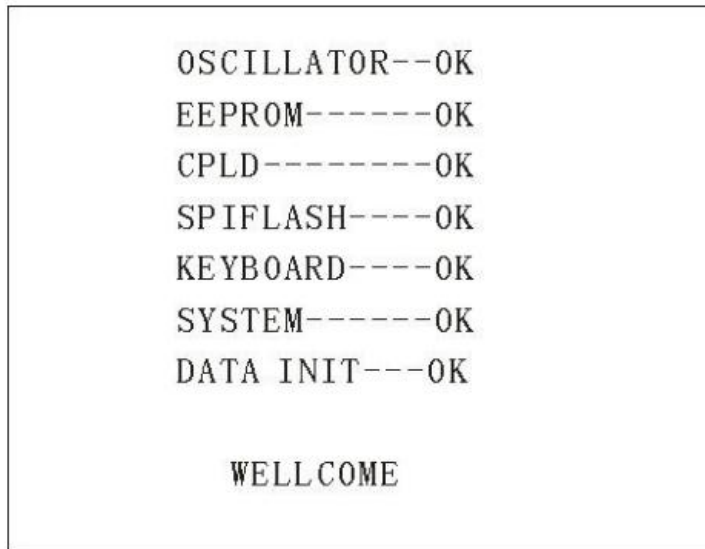 OSCILLATOR--OK
EEPROM------OK
CPLD--------OK
SPIFLASH----OK
KEYBOARD----OK
SYSTEM------OK
DATA INIT---OK
WELLCOME